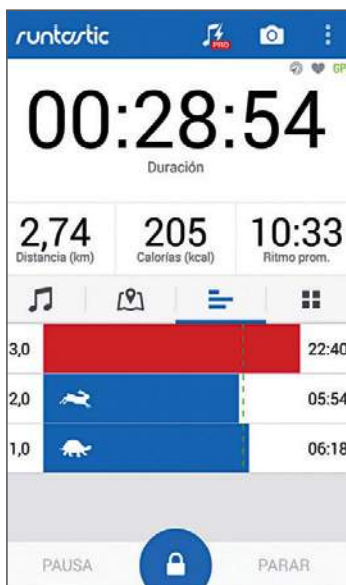 runtastic
PRO
GP
00:28:54
Duración
2,74 205 10:33
Distancia (km) Calorías (kcal) Ritmo prom.
3,0 22:40
2,0 05:54
1,0 06:18
PAUSA PARAR